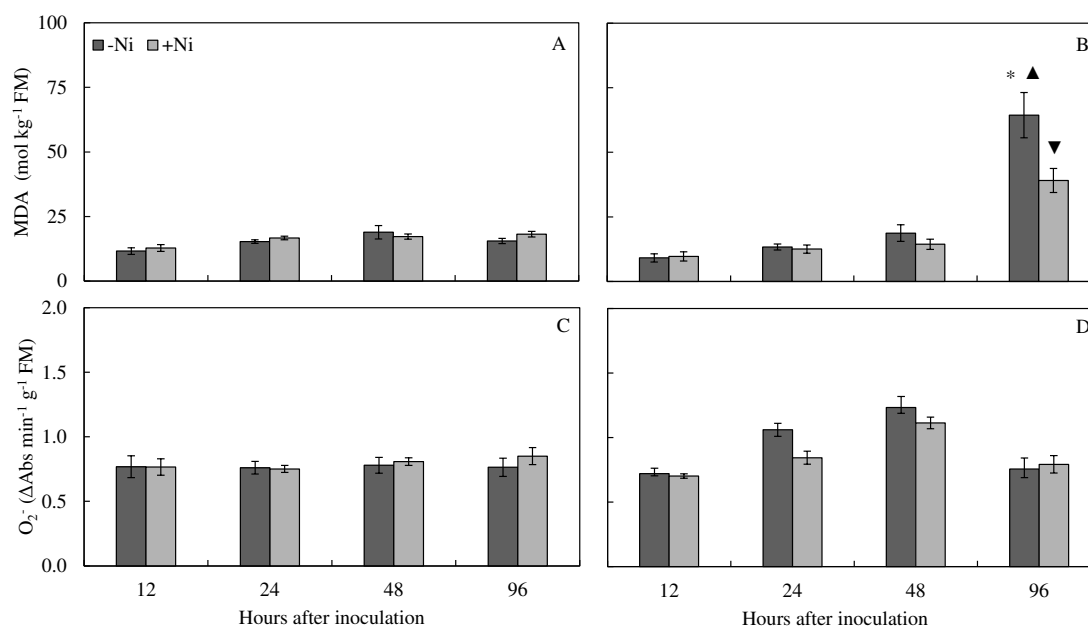 100
75
50
25
0
MDA (mol kg-1 FM)
-Ni +Ni
A
B
* ▲
▼
2.0
1.5
1.0
0.5
0.0
O2- (ΔAbs min-1 g-1 FM)
C
D
12 24 48 96
12 24 48 96
Hours after inoculation
Hours after inoculation